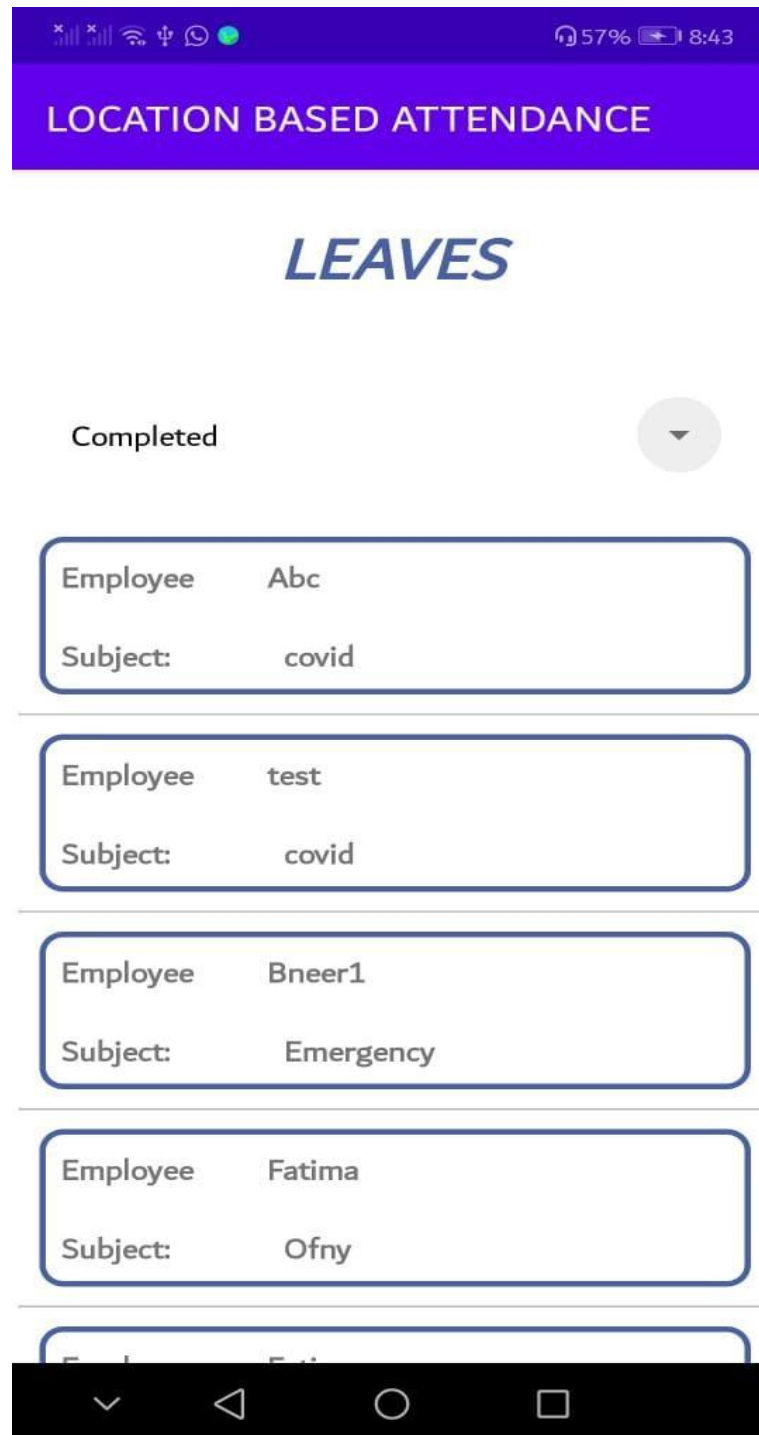 57% 8:43
LOCATION BASED ATTENDANCE
LEAVES
Completed
Employee Abc
Subject: covid
Employee test
Subject: covid
Employee Bneer1
Subject: Emergency
Employee Fatima
Subject: Ofny